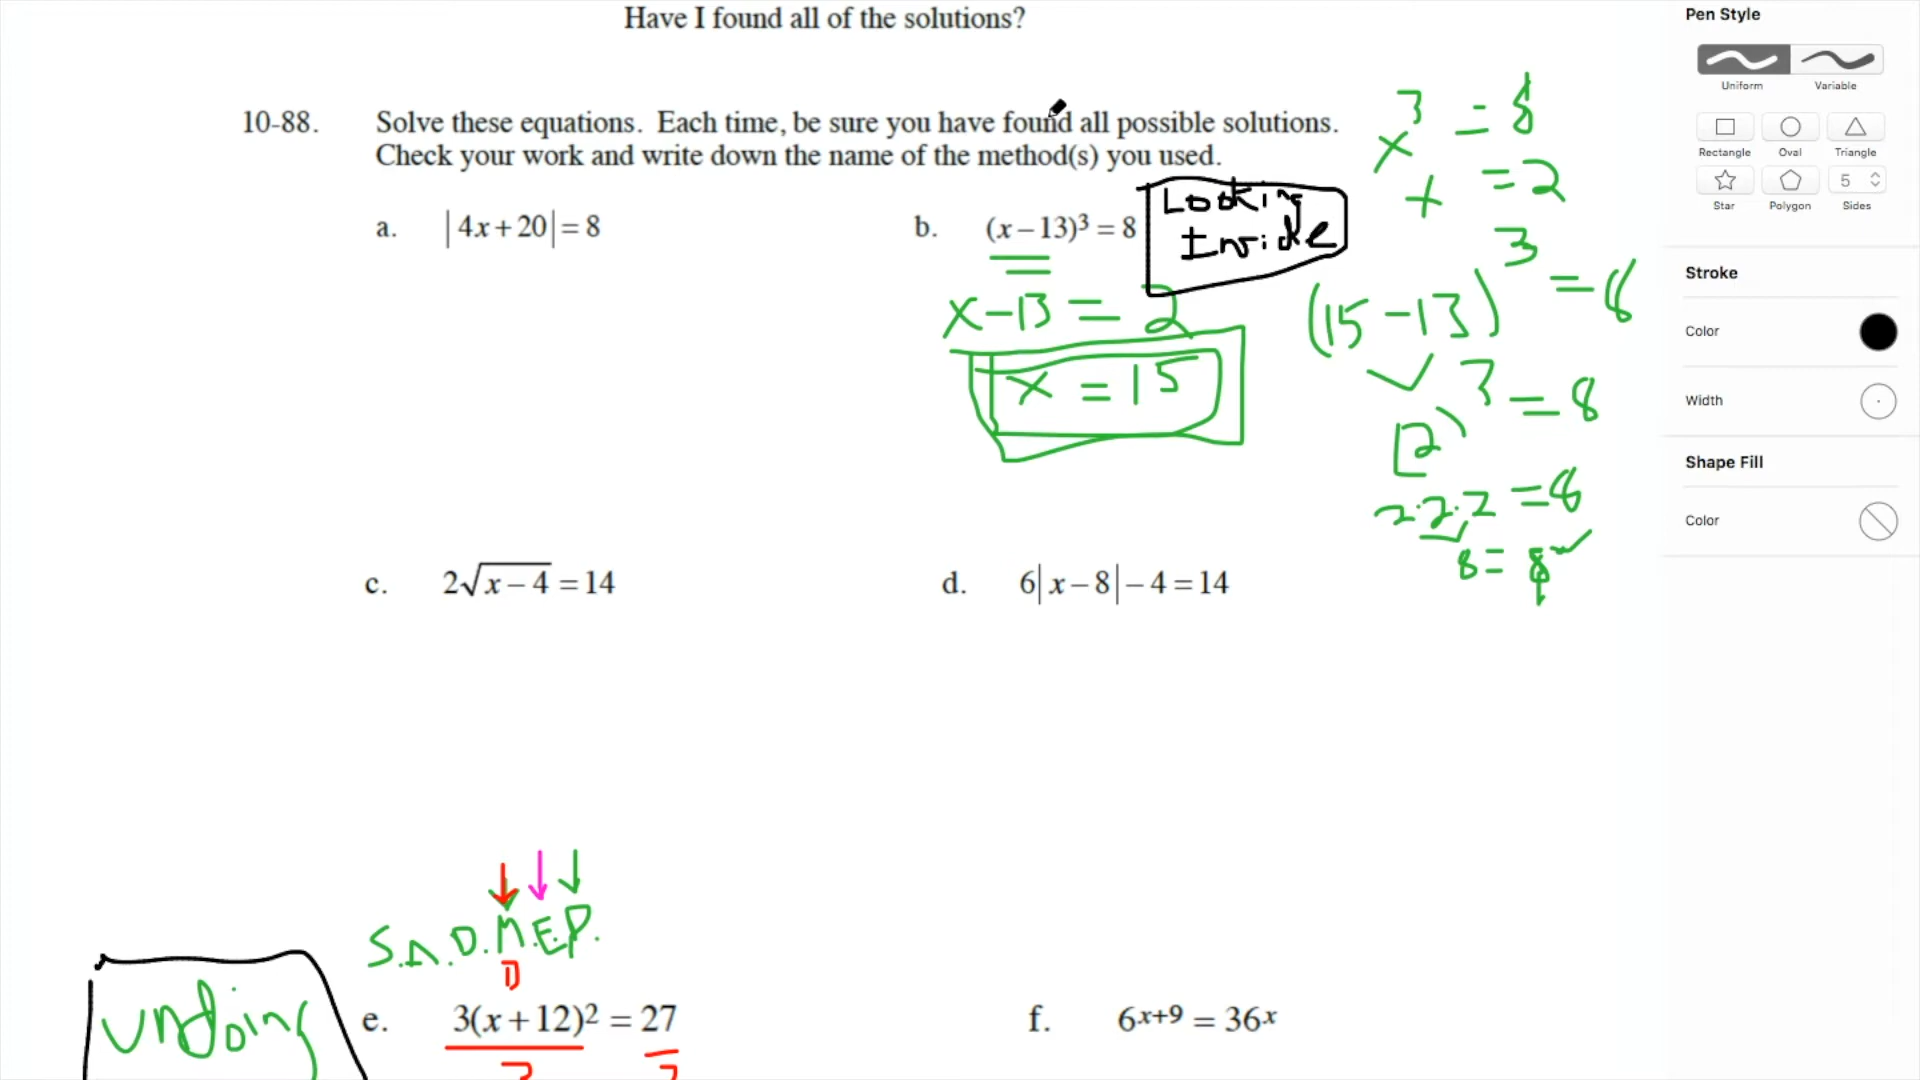 Have I found all of the solutions?
10-88. Solve these equations. Each time, be sure you have found all possible solutions.
Check your work and write down the name of the method(s) you used.
a. |4x+20|=8
b. (x–13)³ = 8
Looking
Inside
x–13 = 2
x = 15
x³ = 8
x = 2
(15–13)³ = 8
✓
(2)³ = 8
2·2·2 = 8
8 = 8 ✓
c. 2√x–4 = 14
d. 6|x–8|–4=14
S.A.D.M.E.P.
D
undoing
e. 3(x+12)² = 27
3 3
f. 6x+9 = 36x
Pen Style
Uniform Variable
Rectangle Oval Triangle
5
Star Polygon Sides
Stroke
Color
Width
Shape Fill
Color